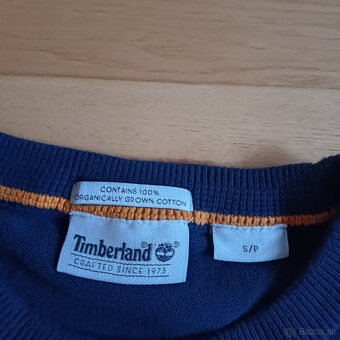 CONTAINS 100%
ORGANICALLY GROWN COTTON
Timberland®
CRAFTED SINCE 1973
S/P
© Bazos.sk